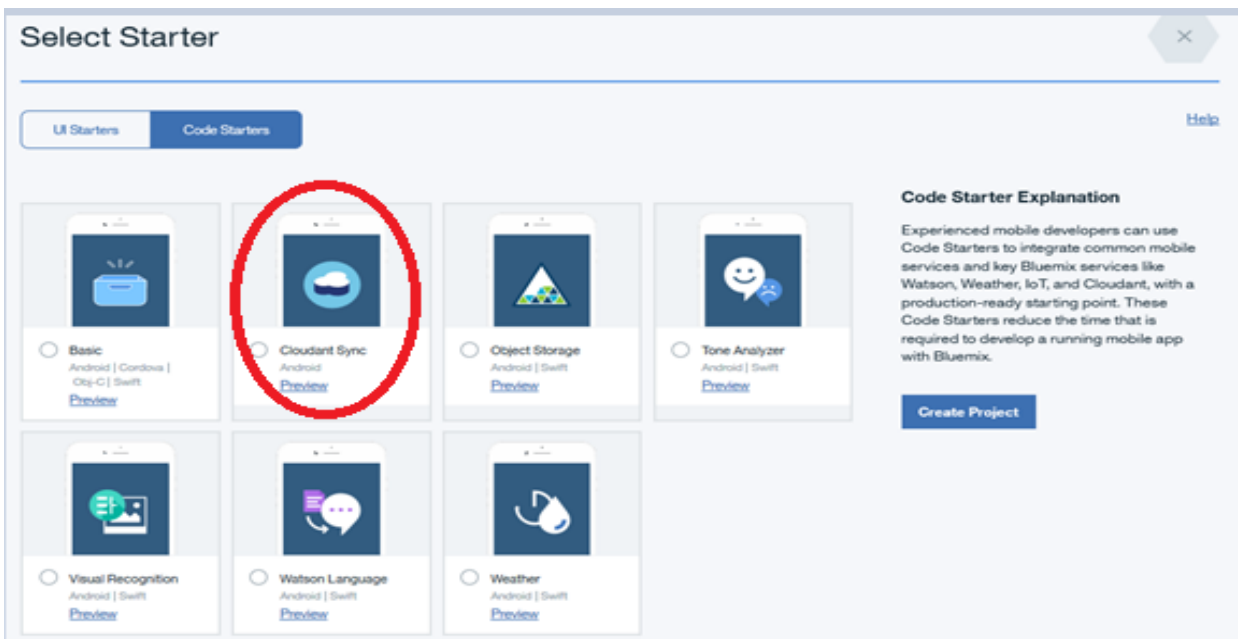 Select Starter
UI Starters
Code Starters
Help
Basic
Android | Cordova |
Obj-C | Swift
Preview
Cloudant Sync
Android
Preview
Object Storage
Android | Swift
Preview
Tone Analyzer
Android | Swift
Preview
Code Starter Explanation
Experienced mobile developers can use
Code Starters to integrate common mobile
services and key Bluemix services like
Watson, Weather, IoT, and Cloudant, with a
production-ready starting point. These
Code Starters reduce the time that is
required to develop a running mobile app
with Bluemix.
Create Project
Visual Recognition
Android | Swift
Preview
Watson Language
Android | Swift
Preview
Weather
Android | Swift
Preview